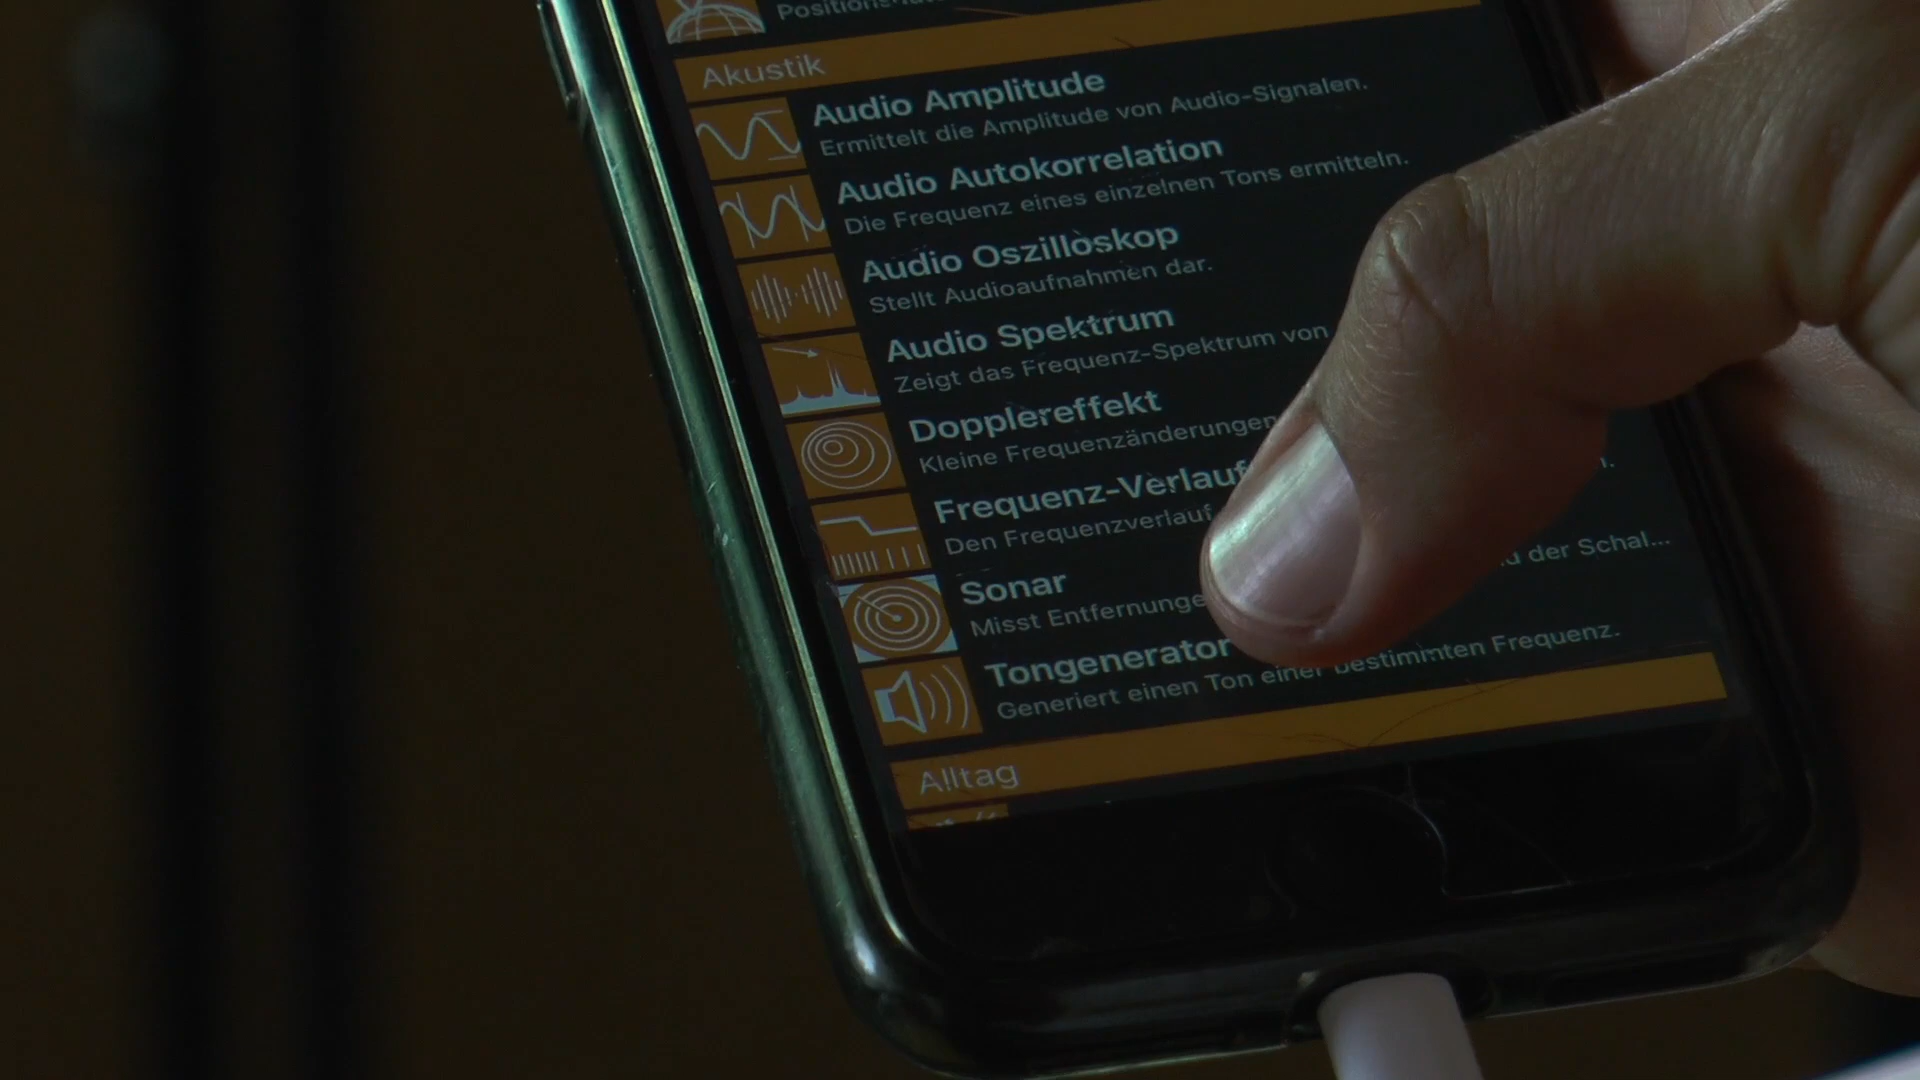 Akustik
Audio Amplitude
Ermittelt die Amplitude von Audio-Signalen.
Audio Autokorrelation
Die Frequenz eines einzelnen Tons ermitteln.
Audio Oszilloskop
Stellt Audioaufnahmen dar.
Audio Spektrum
Zeigt das Frequenz-Spektrum von
Dopplereffekt
Kleine Frequenzänderungen
Frequenz-Verlauf
Den Frequenzverlauf
Sonar
Misst Entfernunge der Schal...
Tongenerator
Generiert einen Ton einer bestimmten Frequenz.
Alltag